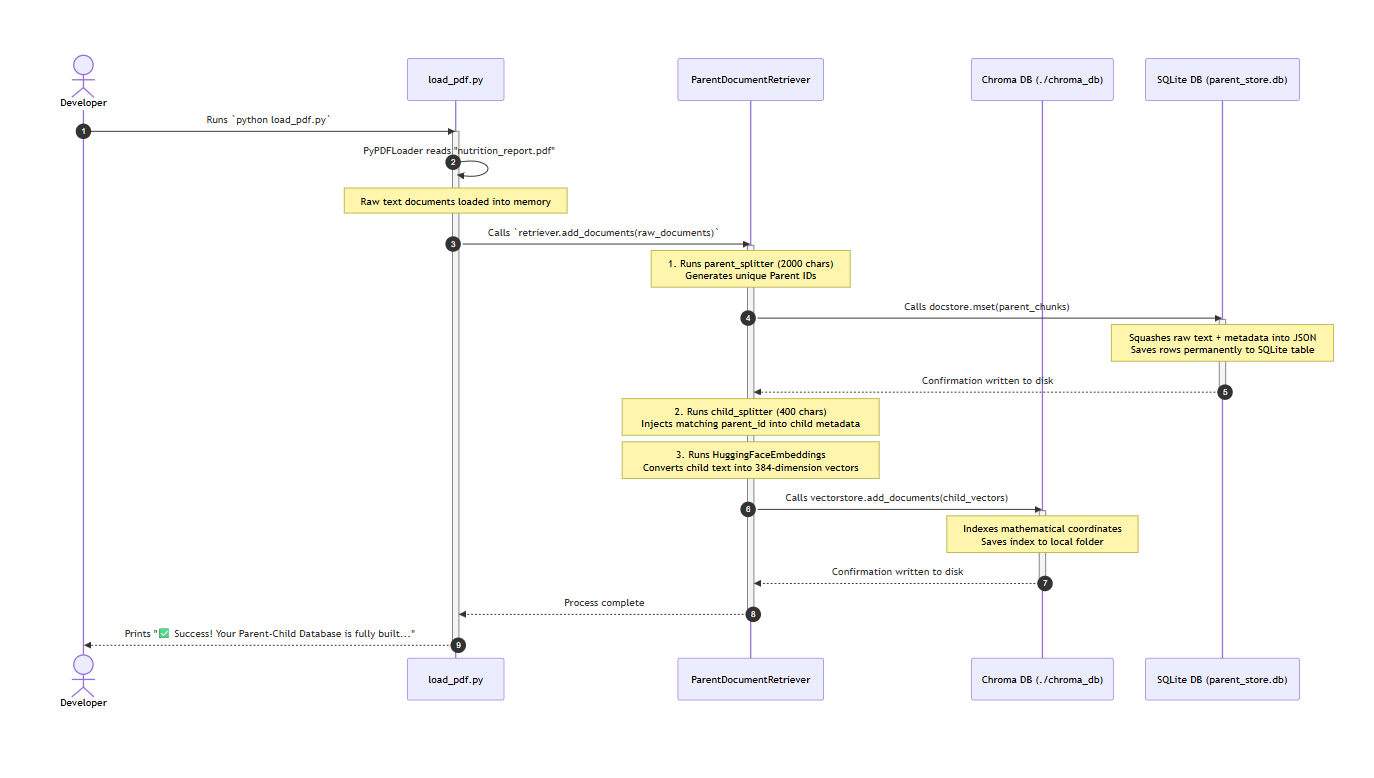 Developer
load_pdf.py
ParentDocumentRetriever
Chroma DB (./chroma_db)
SQLite DB (parent_store.db)
1
Runs `python load_pdf.py`
PyPDFLoader reads "nutrition_report.pdf"
2
Raw text documents loaded into memory
3
Calls `retriever.add_documents(raw_documents)`
1. Runs parent_splitter (2000 chars)
Generates unique Parent IDs
4
Calls docstore.mset(parent_chunks)
Squashes raw text + metadata into JSON
Saves rows permanently to SQLite table
Confirmation written to disk
5
2. Runs child_splitter (400 chars)
Injects matching parent_id into child metadata
3. Runs HuggingFaceEmbeddings
Converts child text into 384-dimension vectors
6
Calls vectorstore.add_documents(child_vectors)
Indexes mathematical coordinates
Saves index to local folder
Confirmation written to disk
7
Process complete
8
Prints "✅ Success! Your Parent-Child Database is fully built..."
9
Developer
load_pdf.py
ParentDocumentRetriever
Chroma DB (./chroma_db)
SQLite DB (parent_store.db)